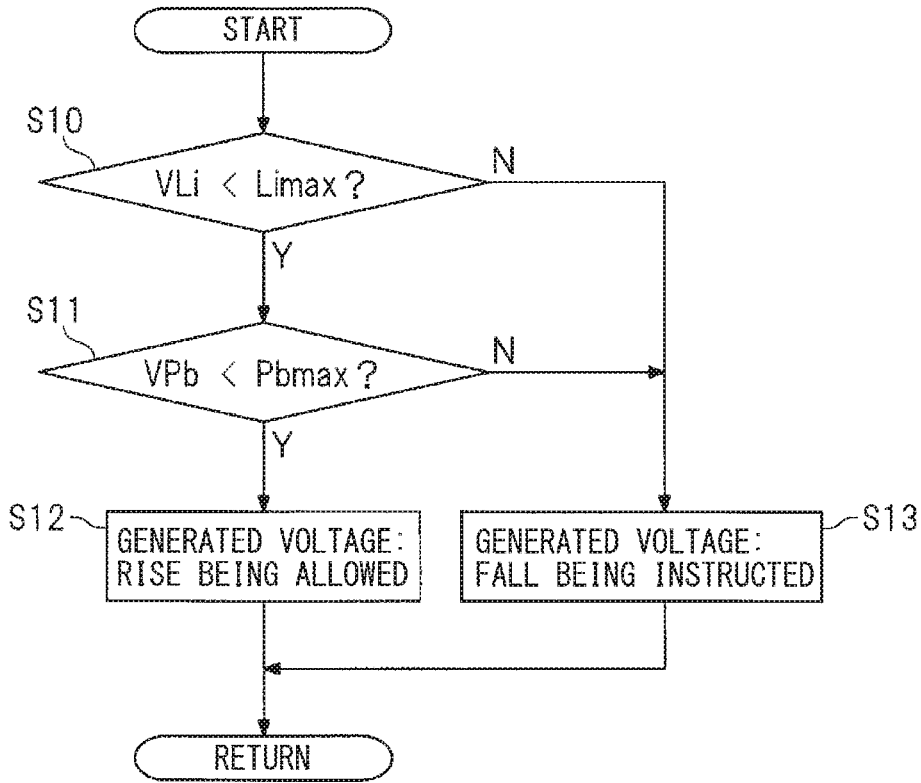 START
S10
VLi < Limax?
N
Y
S11
VPb < Pbmax?
N
Y
S12
GENERATED VOLTAGE:
RISE BEING ALLOWED
GENERATED VOLTAGE:
FALL BEING INSTRUCTED
S13
RETURN